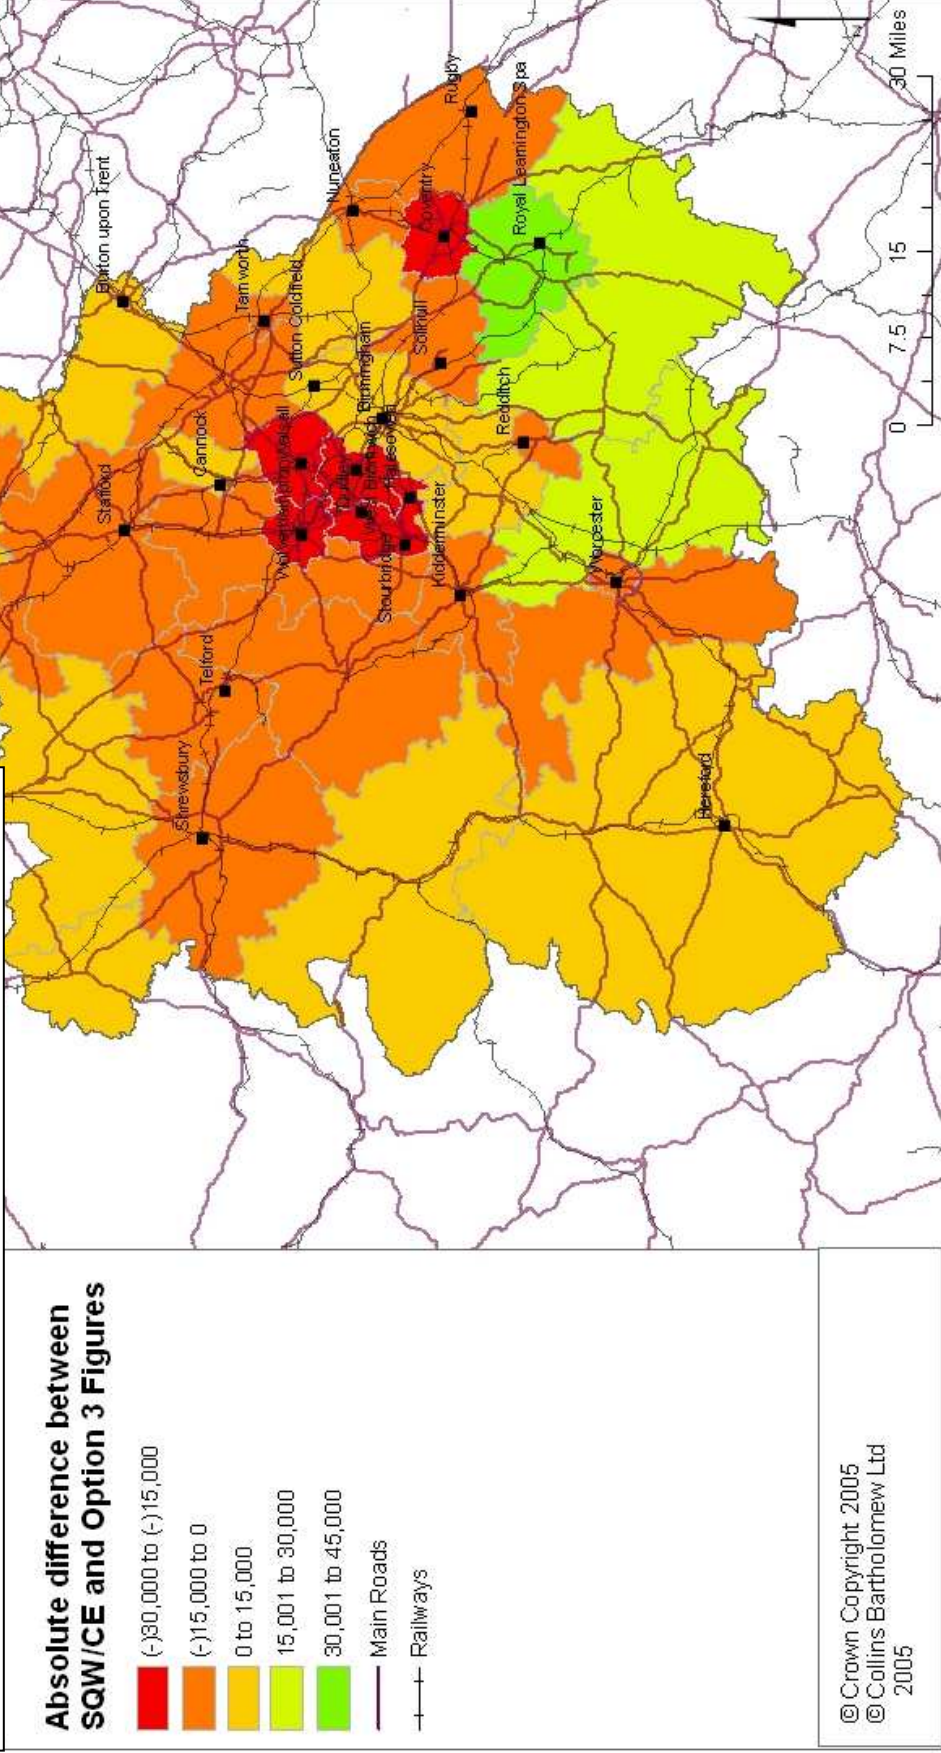 Absolute difference between
SQW/CE and Option 3 Figures
(-)30,000 to (-)15,000
(-)15,000 to 0
0 to 15,000
15,001 to 30,000
30,001 to 45,000
Main Roads
Railways
© Crown Copyright 2005
© Collins Bartholomew Ltd
2005
Burton upon Trent
Stafford
Cannock
Tamworth
Shrewsbury
Telford
Nuneaton
Sutton Coldfield
Walsall
Birmingham
Dudley
West Bromwich
Halesowen
Stourbridge
Kidderminster
Solihull
Coventry
Rugby
Royal Leamington Spa
Redditch
Worcester
Hereford
0 7.5 15 30 Miles